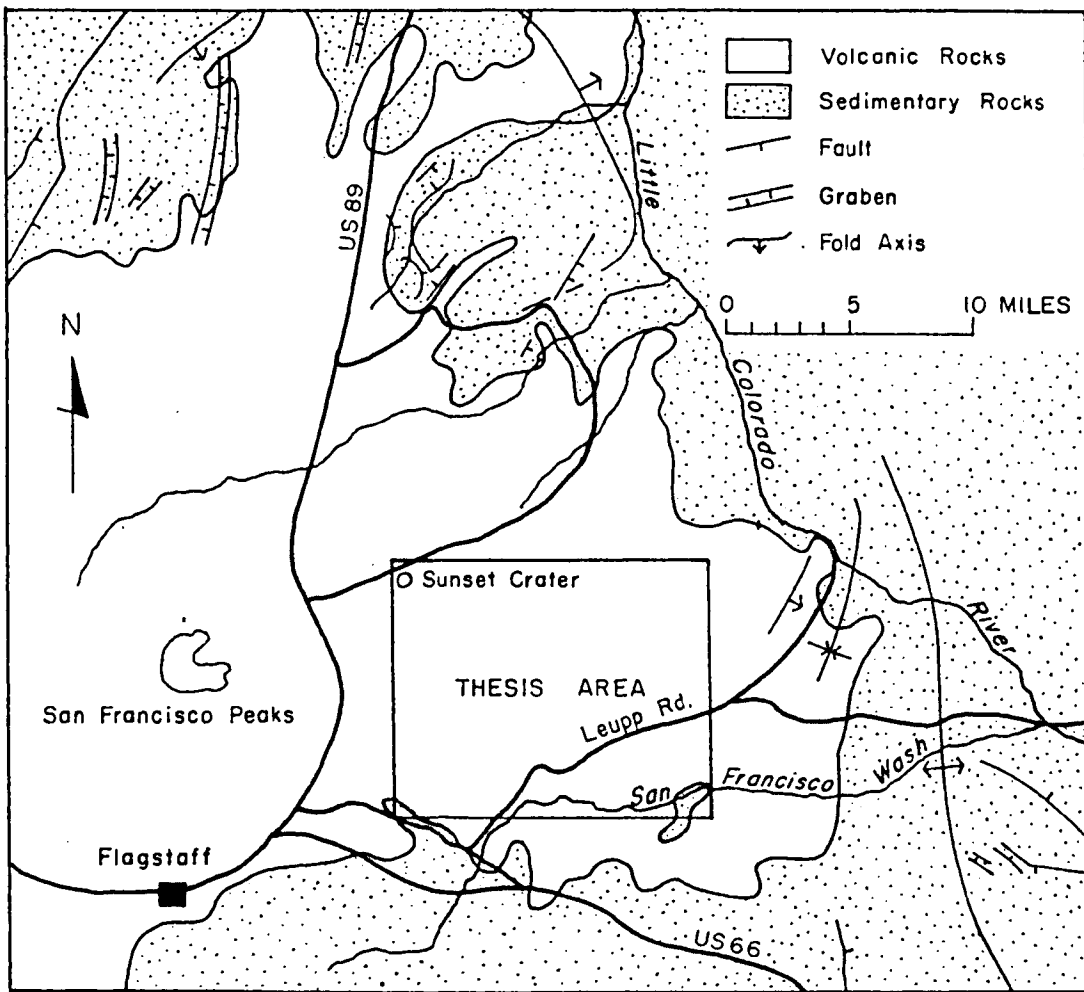 Volcanic Rocks
Sedimentary Rocks
Fault
Graben
Fold Axis
0 5 10 MILES
N
US 89
Little
Colorado
River
Sunset Crater
San Francisco Peaks
THESIS AREA
Leupp Rd.
San Francisco Wash
Flagstaff
US 66